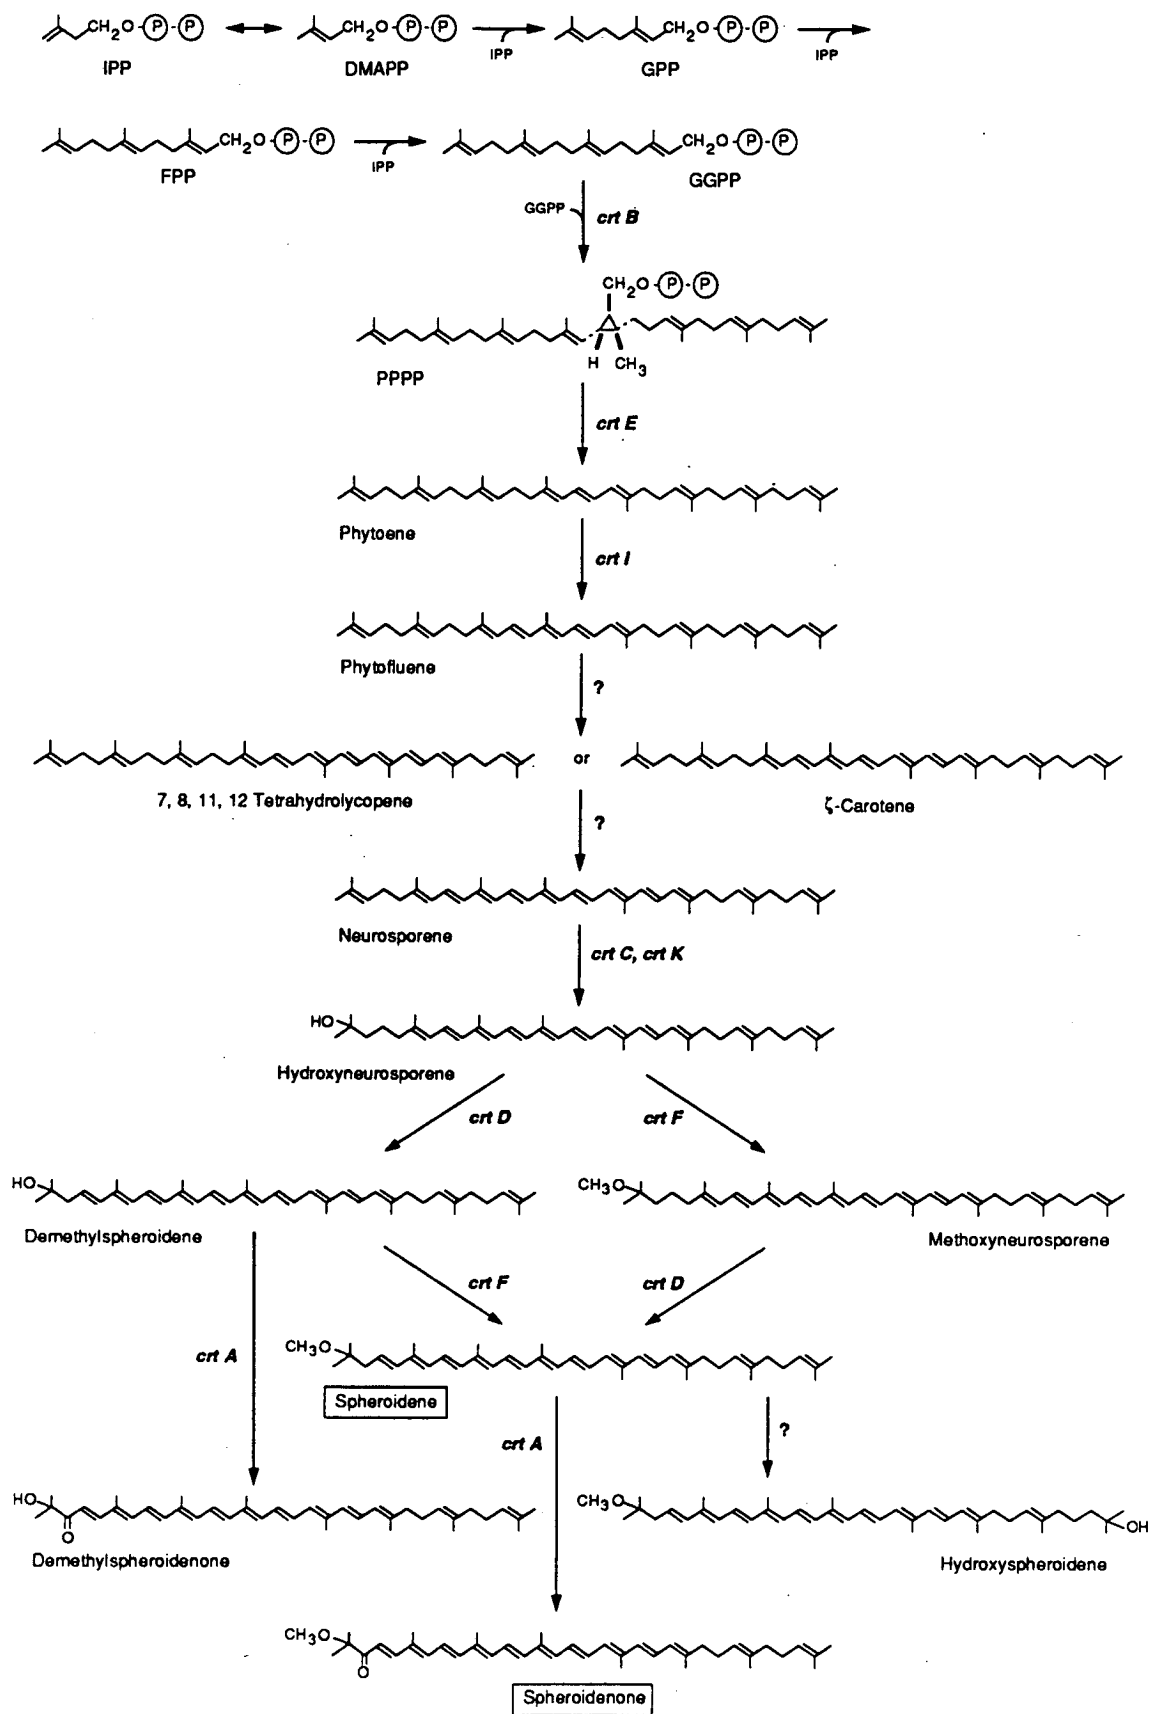 CH2O-P-P
CH2O-P-P
CH2O-P-P
IPP
IPP
IPP
DMAPP
GPP
CH2O-P-P
CH2O-P-P
IPP
FPP
GGPP
GGPP
crt B
CH2O-P-P
H CH3
PPPP
crt E
Phytoene
crt I
Phytofluene
?
or
7, 8, 11, 12 Tetrahydrolycopene
ζ-Carotene
?
Neurosporene
crt C, crt K
HO
Hydroxyneurosporene
crt D
crt F
HO
CH3O
Demethylspheroidene
Methoxyneurosporene
crt F
crt D
CH3O
crt A
Spheroidene
?
crt A
HO
O
CH3O
OH
Demethylspheroidenone
Hydroxyspheroidene
CH3O
O
Spheroidenone